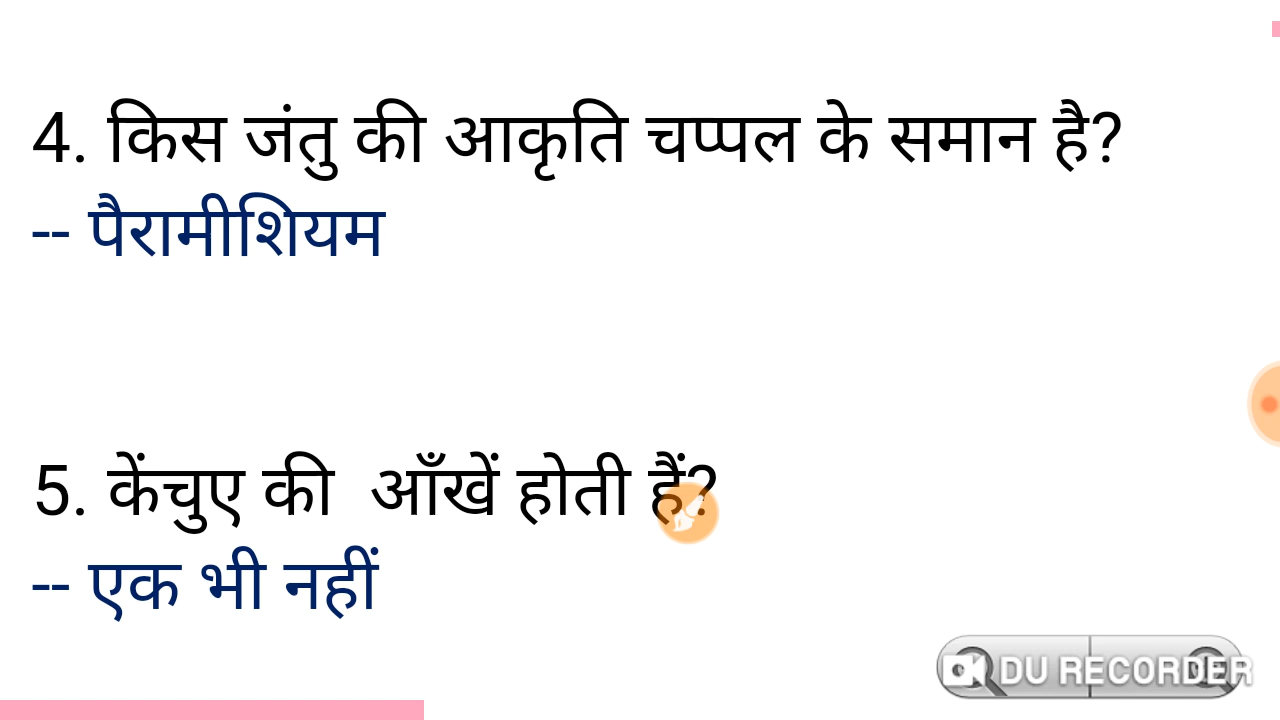 4. किस जंतु की आकृति चप्पल के समान है?
-- पैरामीशियम
5. केंचुए की आँखें होती हैं?
-- एक भी नहीं
DU RECORDER